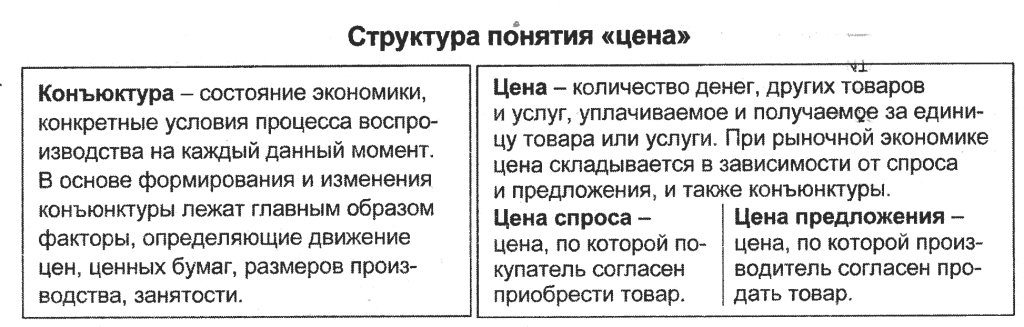 Структура понятия «цена»
Конъюктура – состояние экономики,
конкретные условия процесса воспро-
изводства на каждый данный момент.
В основе формирования и изменения
конъюнктуры лежат главным образом
факторы, определяющие движение
цен, ценных бумаг, размеров произ-
водства, занятости.
Цена – количество денег, других товаров
и услуг, уплачиваемое и получаемое за едини-
цу товара или услуги. При рыночной экономике
цена складывается в зависимости от спроса
и предложения, и также конъюнктуры.
Цена спроса –
цена, по которой по-
купатель согласен
приобрести товар.
Цена предложения –
цена, по которой произ-
водитель согласен про-
дать товар.